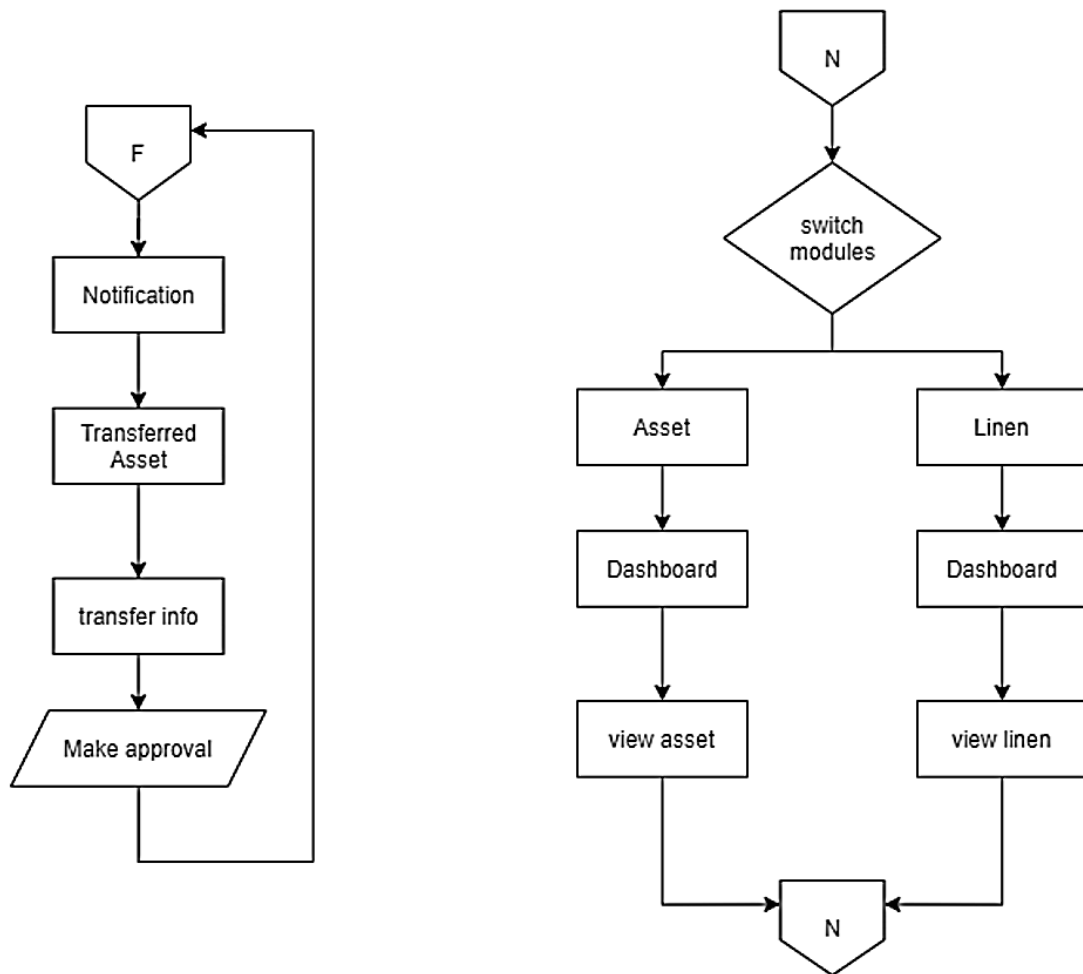 F
Notification
Transferred
Asset
transfer info
Make approval
N
switch
modules
Asset
Linen
Dashboard
Dashboard
view asset
view linen
N